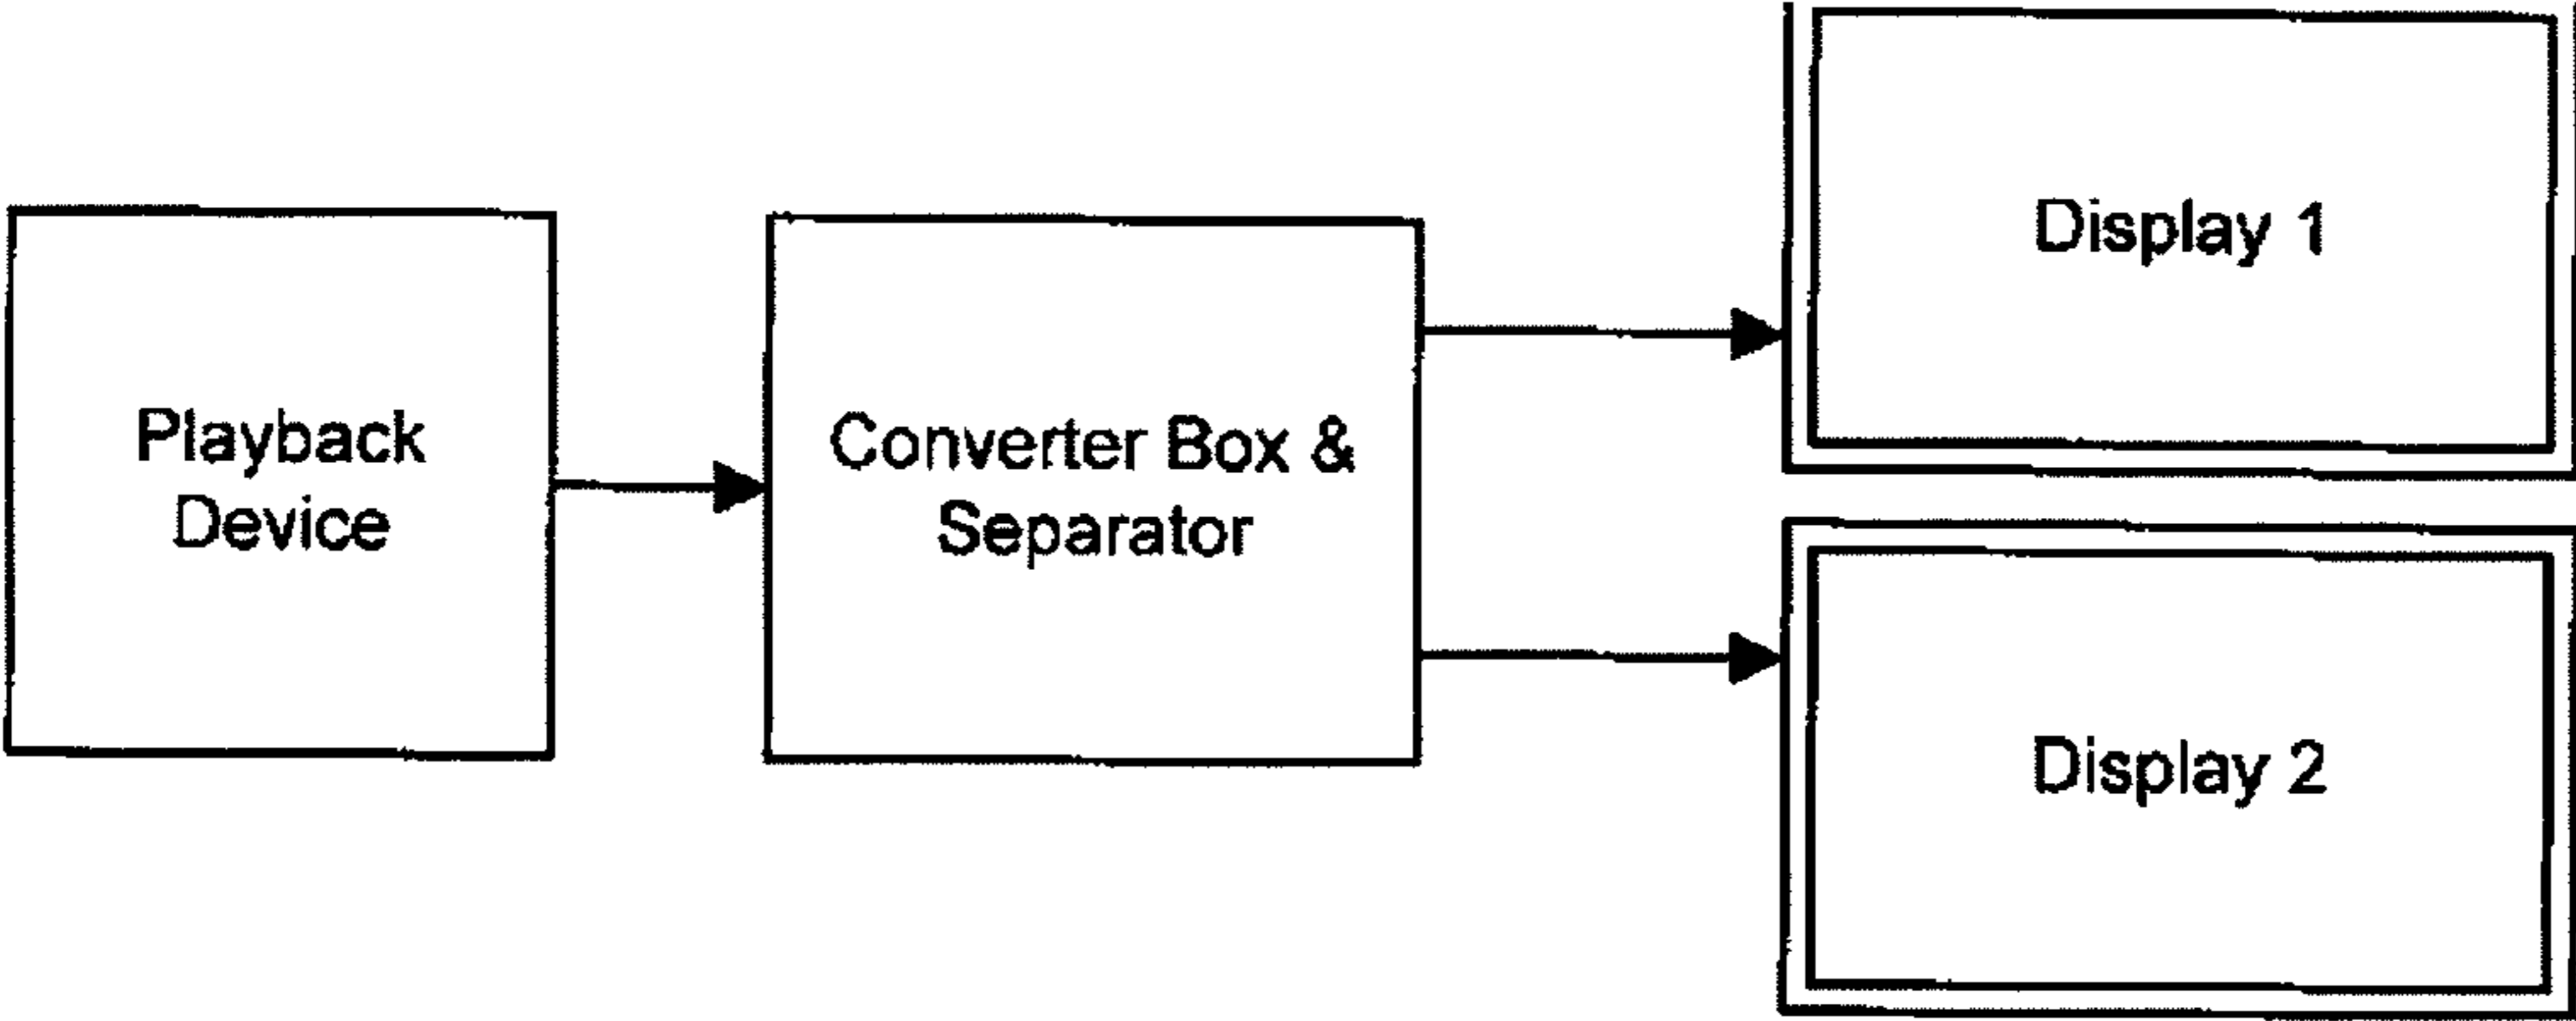 Playback
Device
Converter Box &
Separator
Display 1
Display 2